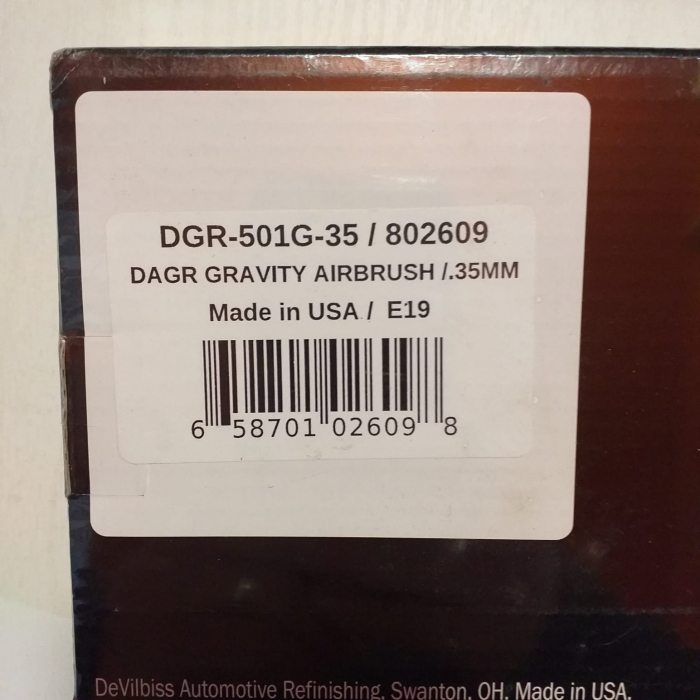 DGR-501G-35 / 802609
DAGR GRAVITY AIRBRUSH /.35MM
Made in USA / E19
6 58701 02609 8
DeVilbiss Automotive Refinishing, Swanton, OH. Made in USA.